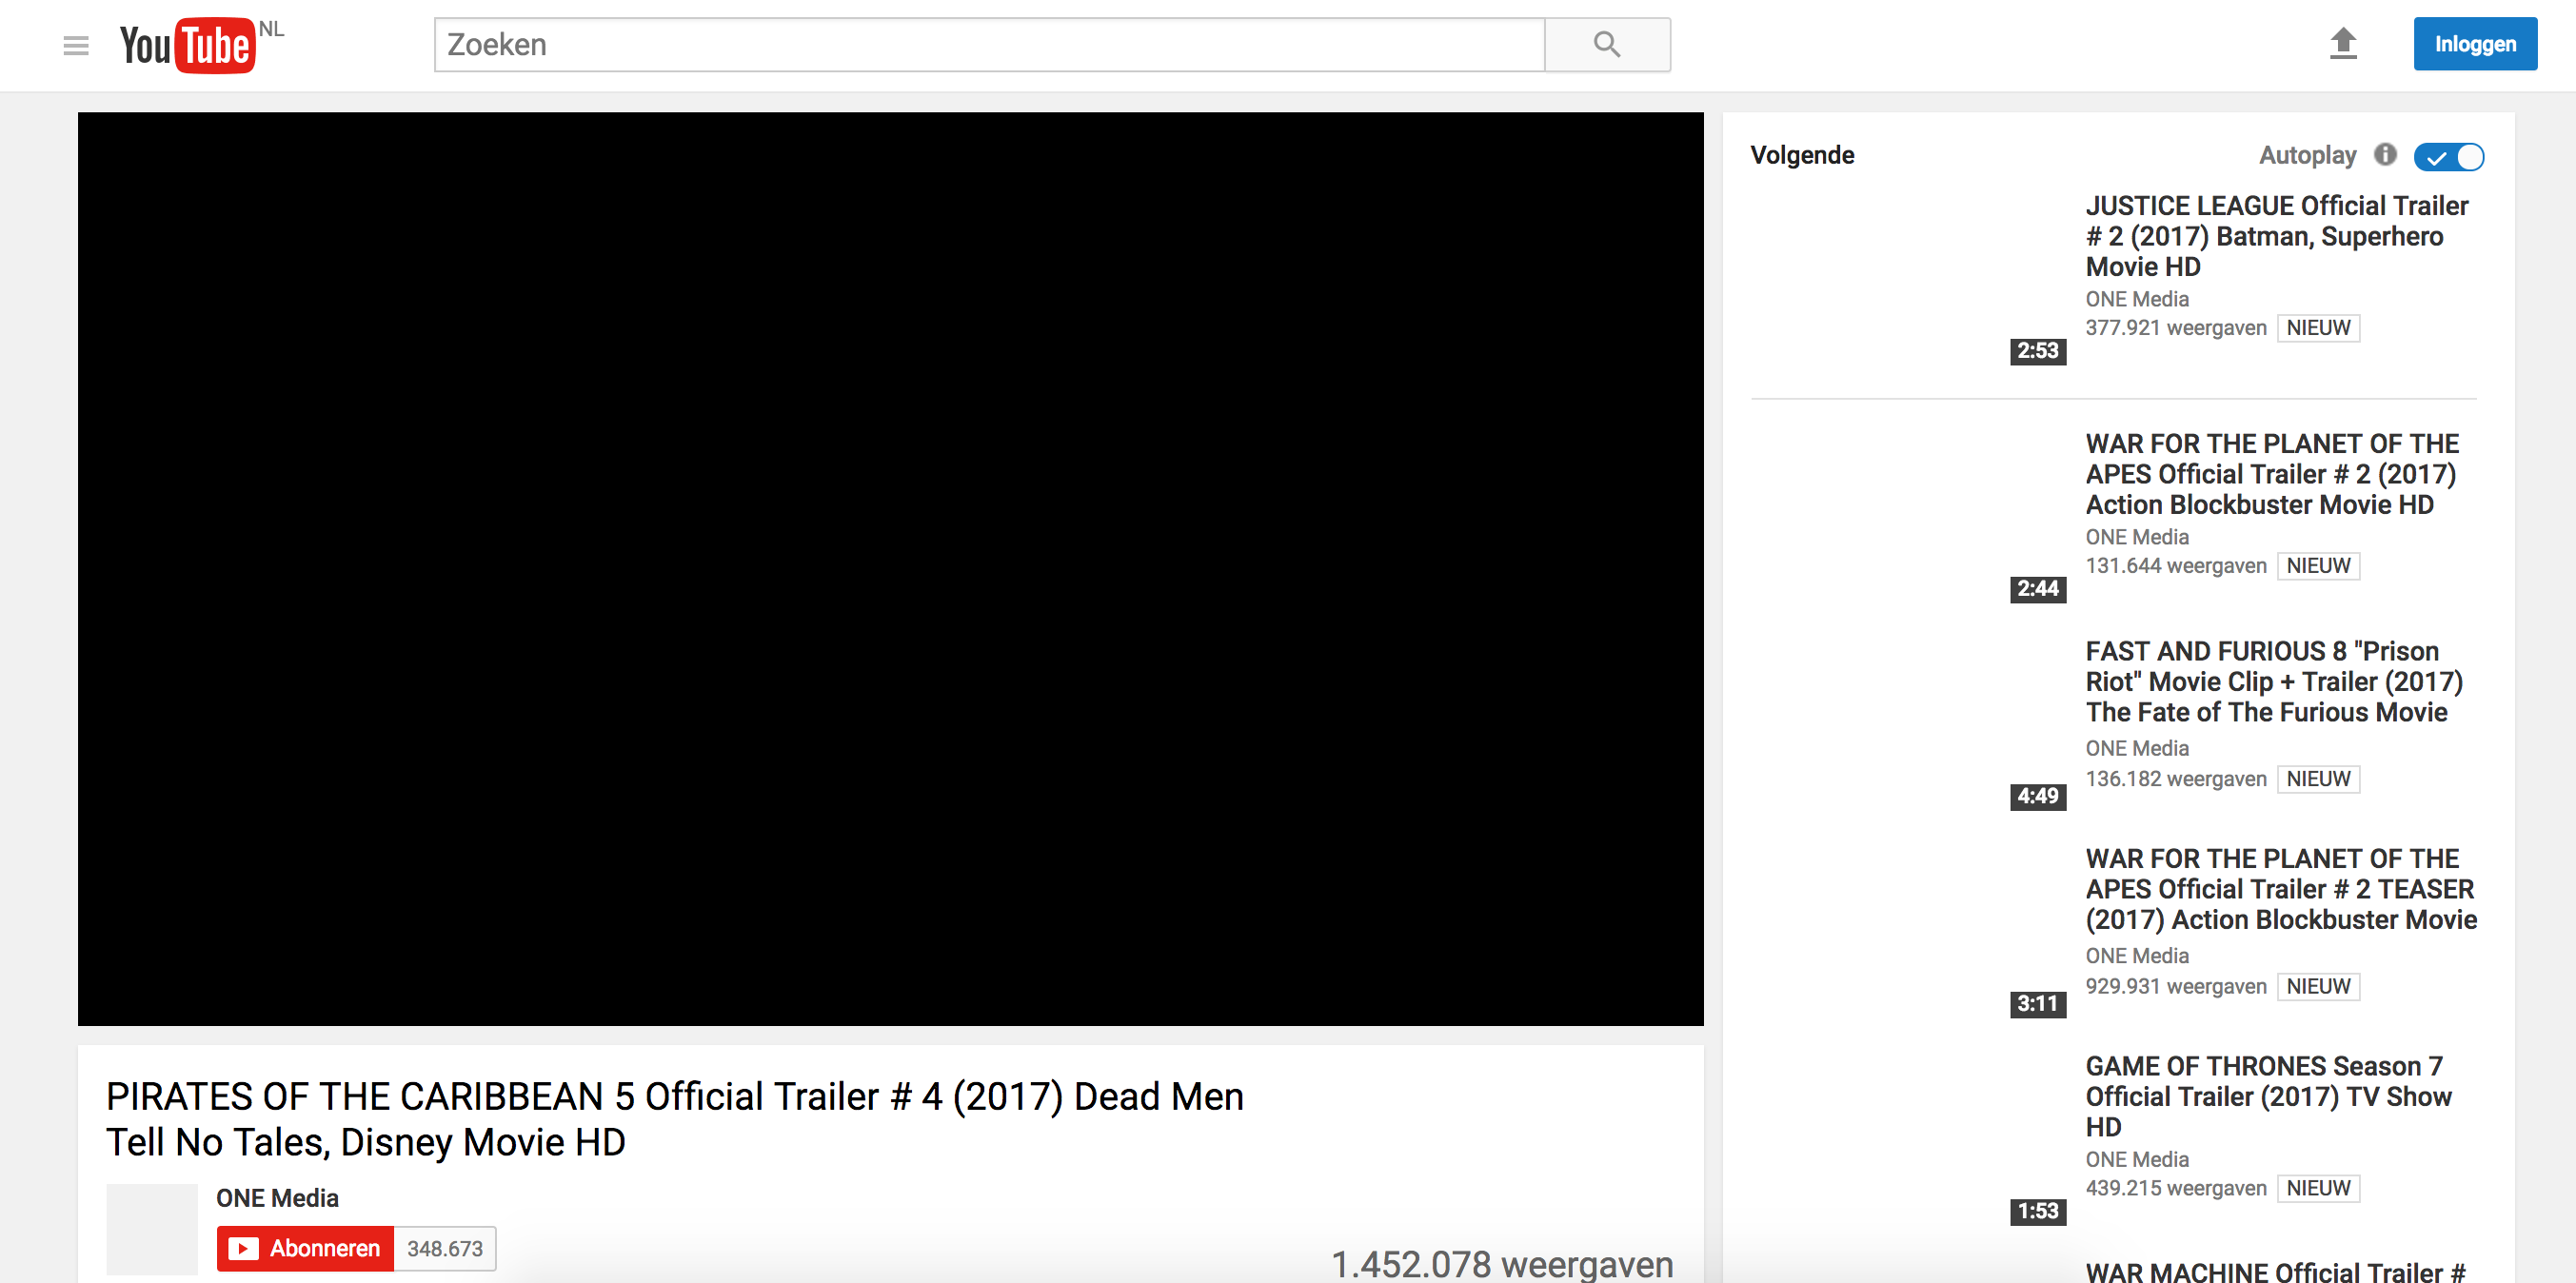 YouTube NL
Zoeken
Inloggen
Volgende
Autoplay
JUSTICE LEAGUE Official Trailer
# 2 (2017) Batman, Superhero
Movie HD
ONE Media
377.921 weergaven NIEUW
2:53
WAR FOR THE PLANET OF THE
APES Official Trailer # 2 (2017)
Action Blockbuster Movie HD
ONE Media
131.644 weergaven NIEUW
2:44
FAST AND FURIOUS 8 "Prison
Riot" Movie Clip + Trailer (2017)
The Fate of The Furious Movie
ONE Media
136.182 weergaven NIEUW
4:49
WAR FOR THE PLANET OF THE
APES Official Trailer # 2 TEASER
(2017) Action Blockbuster Movie
ONE Media
929.931 weergaven NIEUW
3:11
GAME OF THRONES Season 7
Official Trailer (2017) TV Show
HD
ONE Media
439.215 weergaven NIEUW
1:53
WAR MACHINE Official Trailer #
PIRATES OF THE CARIBBEAN 5 Official Trailer # 4 (2017) Dead Men
Tell No Tales, Disney Movie HD
ONE Media
Abonneren 348.673
1.452.078 weergaven